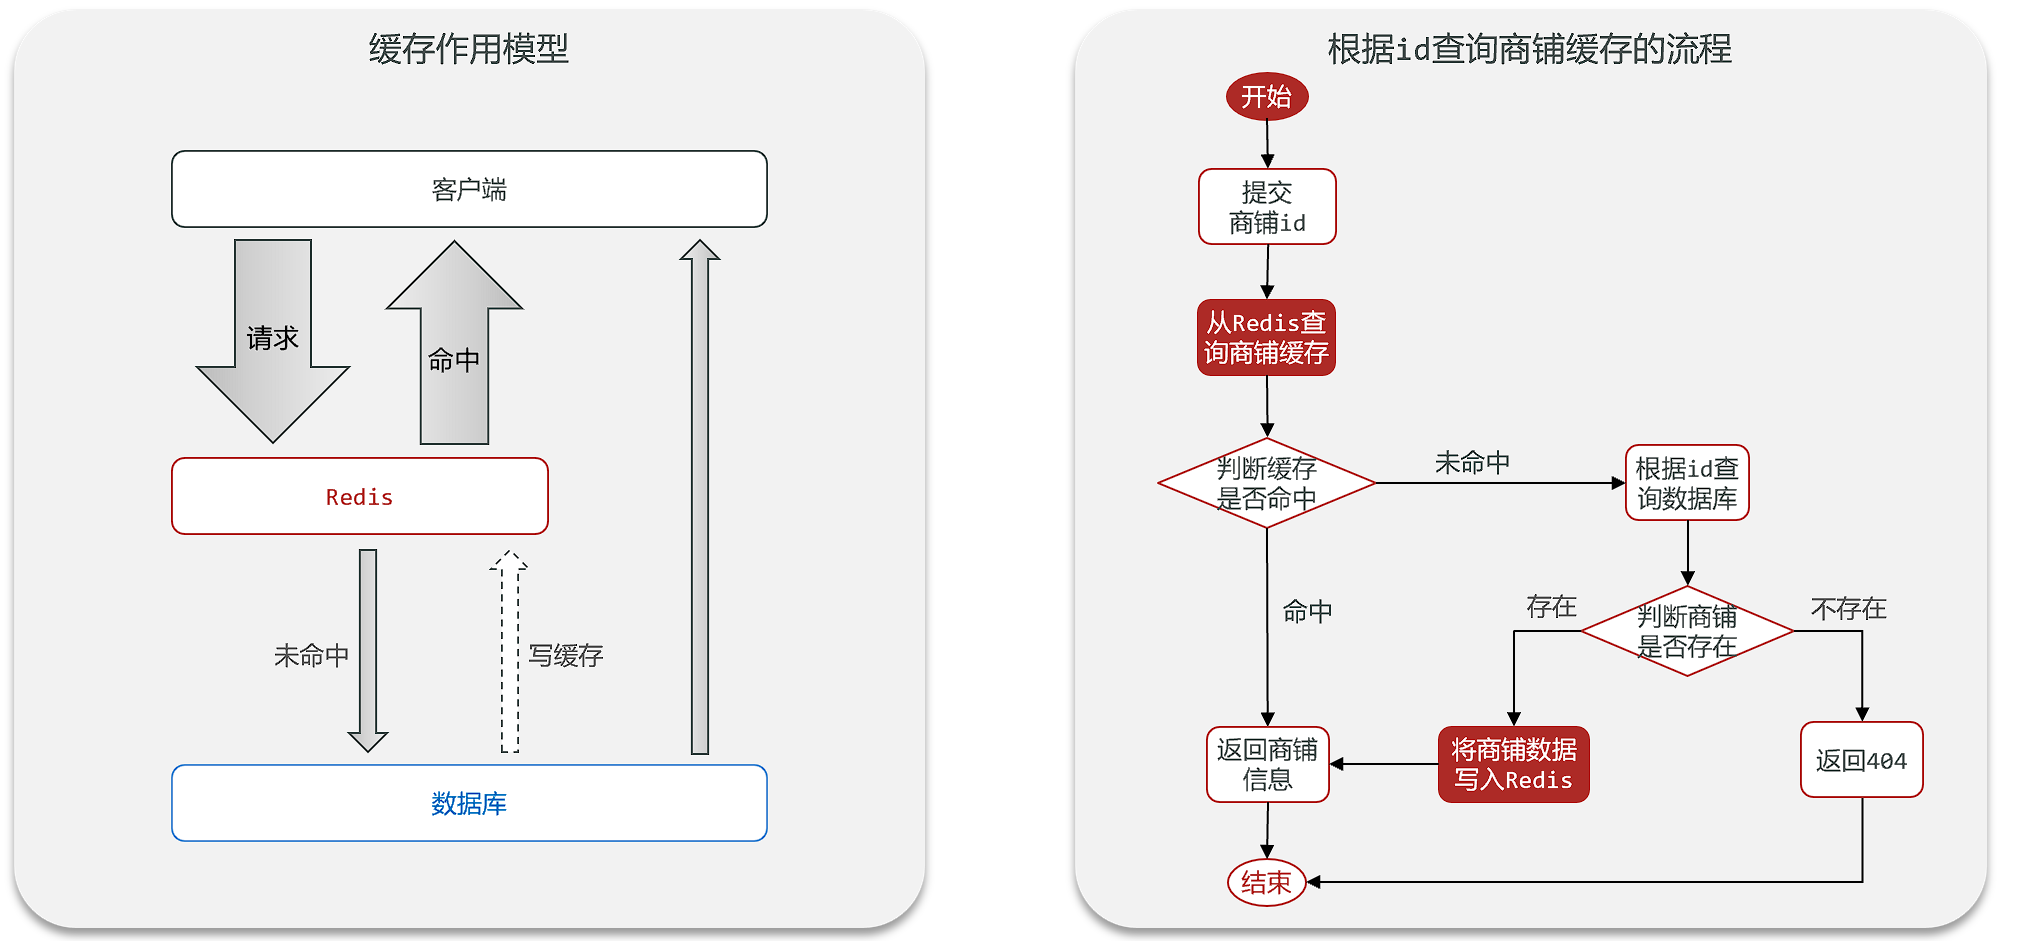 缓存作用模型
客户端
请求
命中
Redis
未命中
写缓存
数据库
根据id查询商铺缓存的流程
开始
提交
商铺id
从Redis查
询商铺缓存
判断缓存
是否命中
未命中
根据id查
询数据库
命中
存在
判断商铺
是否存在
不存在
返回商铺
信息
将商铺数据
写入Redis
返回404
结束